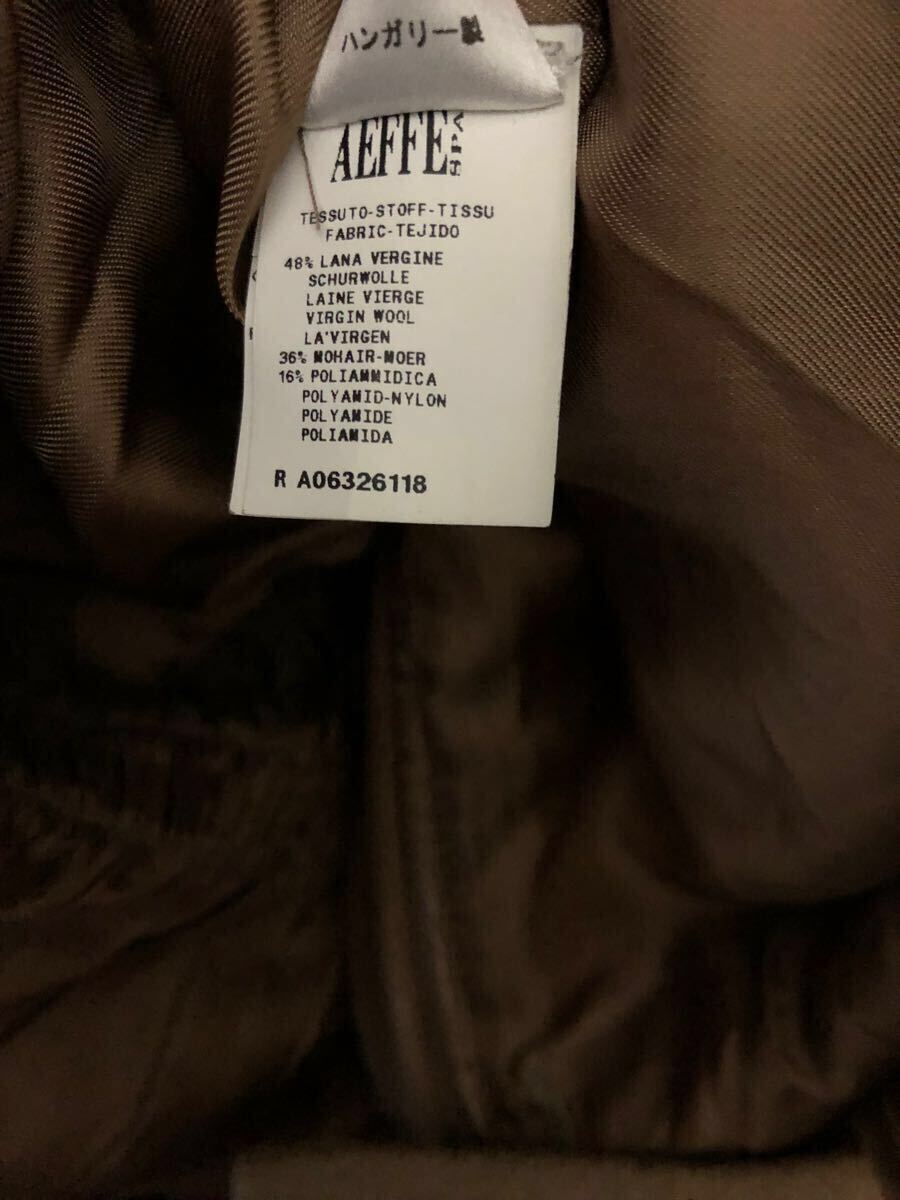 ハンガリー製
AEFFE SPA
TESSUTO-STOFF-TISSU
FABRIC-TEJIDO
48% LANA VERGINE
SCHURWOLLE
LAINE VIERGE
VIRGIN WOOL
LA'VIRGEN
36% MOHAIR-MOER
16% POLIAMMIDICA
POLYAMID-NYLON
POLYAMIDE
POLIAMIDA
R A06326118